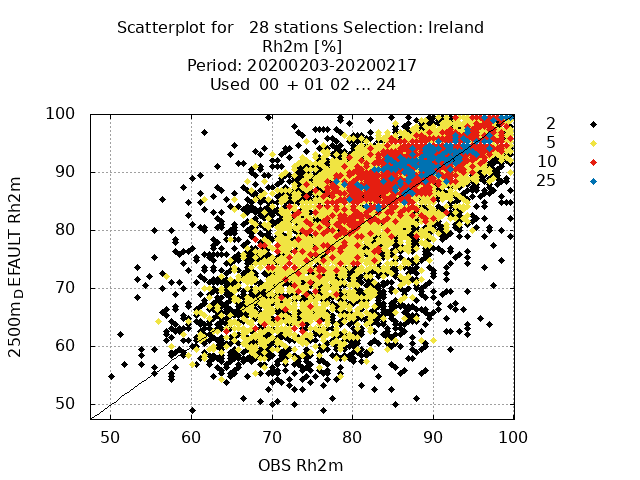 Scatterplot for 28 stations Selection: Ireland
Rh2m [%]
Period: 20200203-20200217
Used 00 + 01 02 ... 24
100
90
80
70
60
50
50 60 70 80 90 100
2500m_DEFAULT Rh2m
OBS Rh2m
2
5
10
25